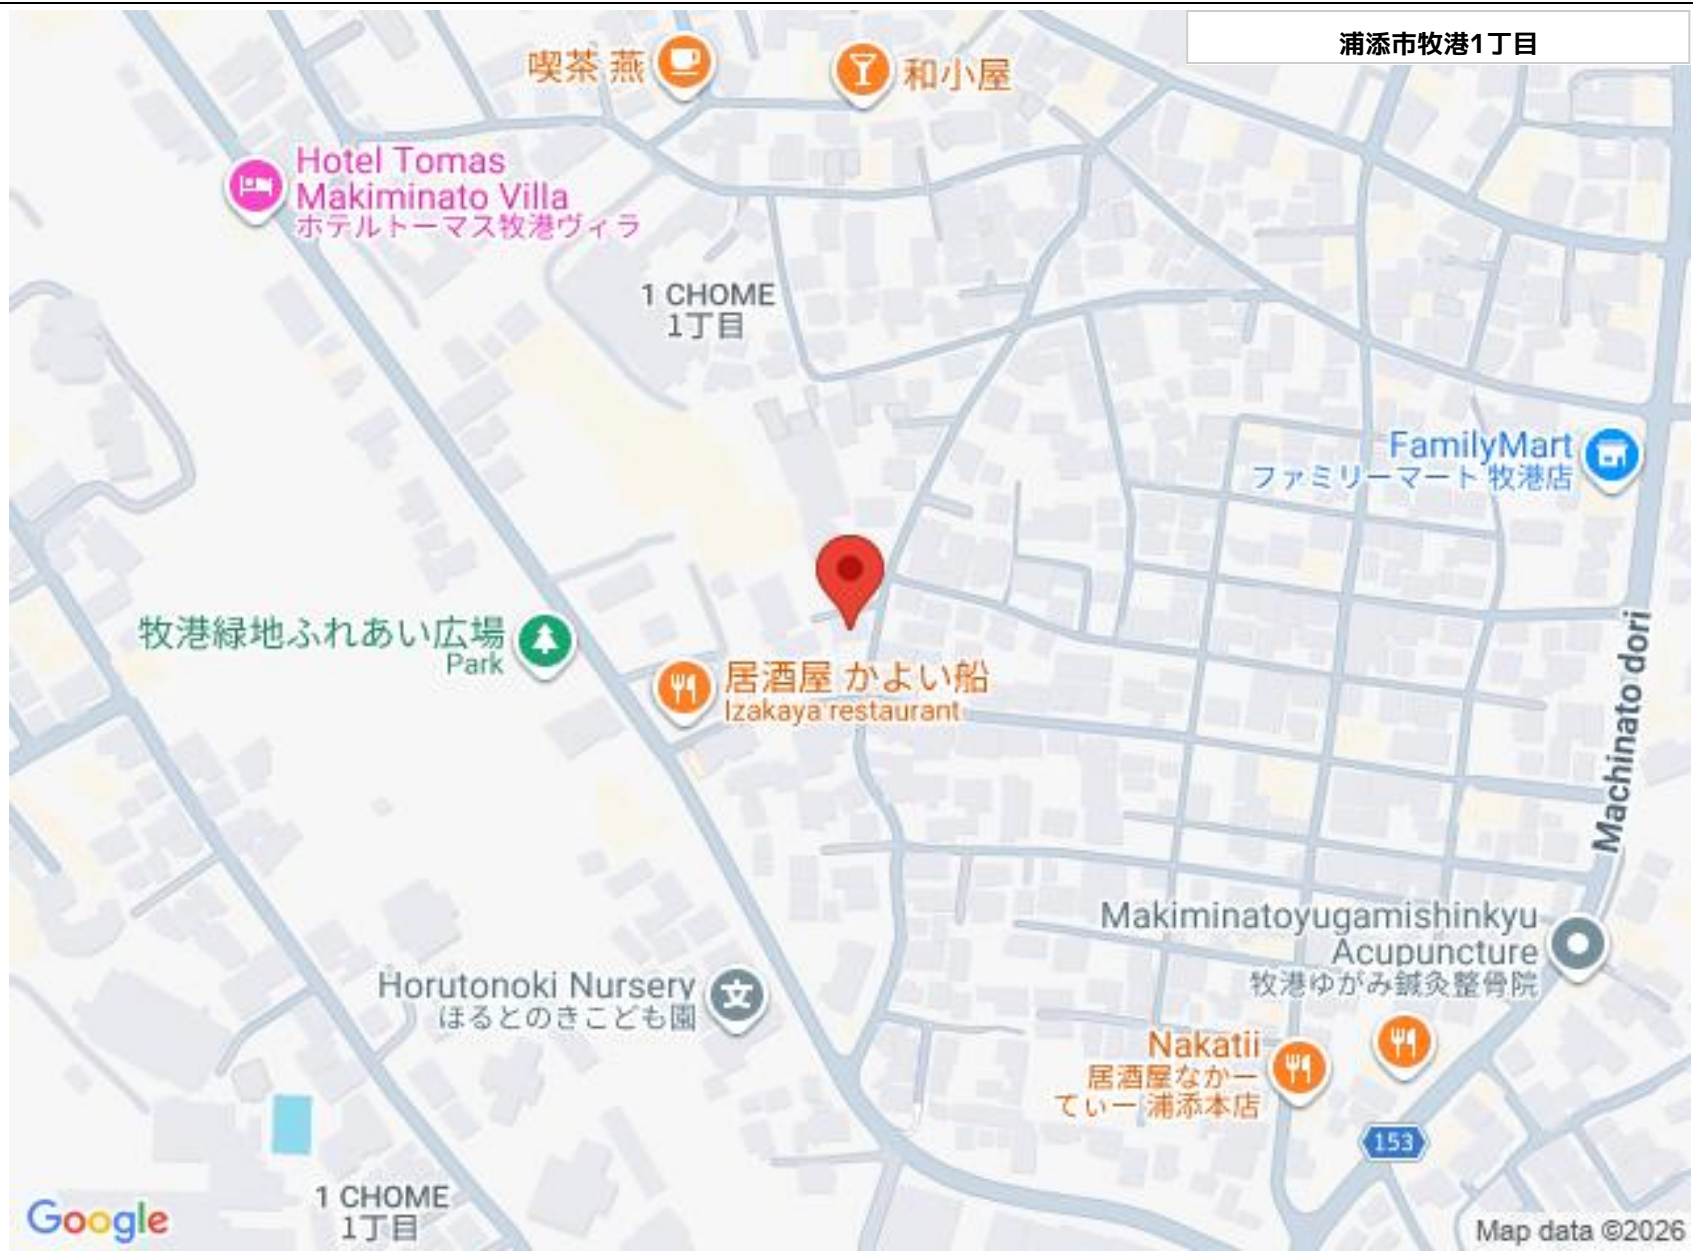 浦添市牧港1丁目
喫茶 燕
和小屋
Hotel Tomas
Makiminato Villa
ホテルトーマス牧港ヴィラ
1 CHOME
1丁目
FamilyMart
ファミリーマート 牧港店
牧港緑地ふれあい広場
Park
居酒屋 かよい船
Izakaya restaurant
Machinato dori
Makiminatoyugamishinkyu
Acupuncture
牧港ゆがみ鍼灸整骨院
Horutonoki Nursery
ほるとのきこども園
文
Nakatii
居酒屋なかー
てぃー 浦添本店
153
1 CHOME
1丁目
Google
Map data ©2026